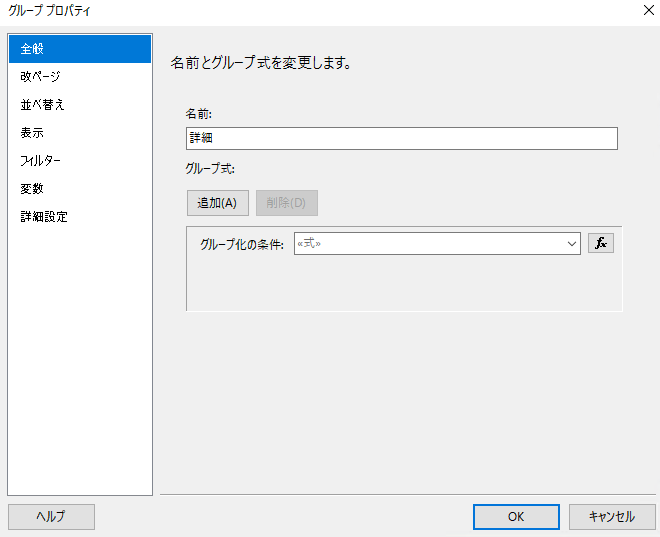 グループ プロパティ
全般
改ページ
並べ替え
表示
フィルター
変数
詳細設定
名前とグループ式を変更します。
名前:
詳細
グループ式:
追加(A)
削除(D)
グループ化の条件:
«式»
fx
ヘルプ
OK
キャンセル